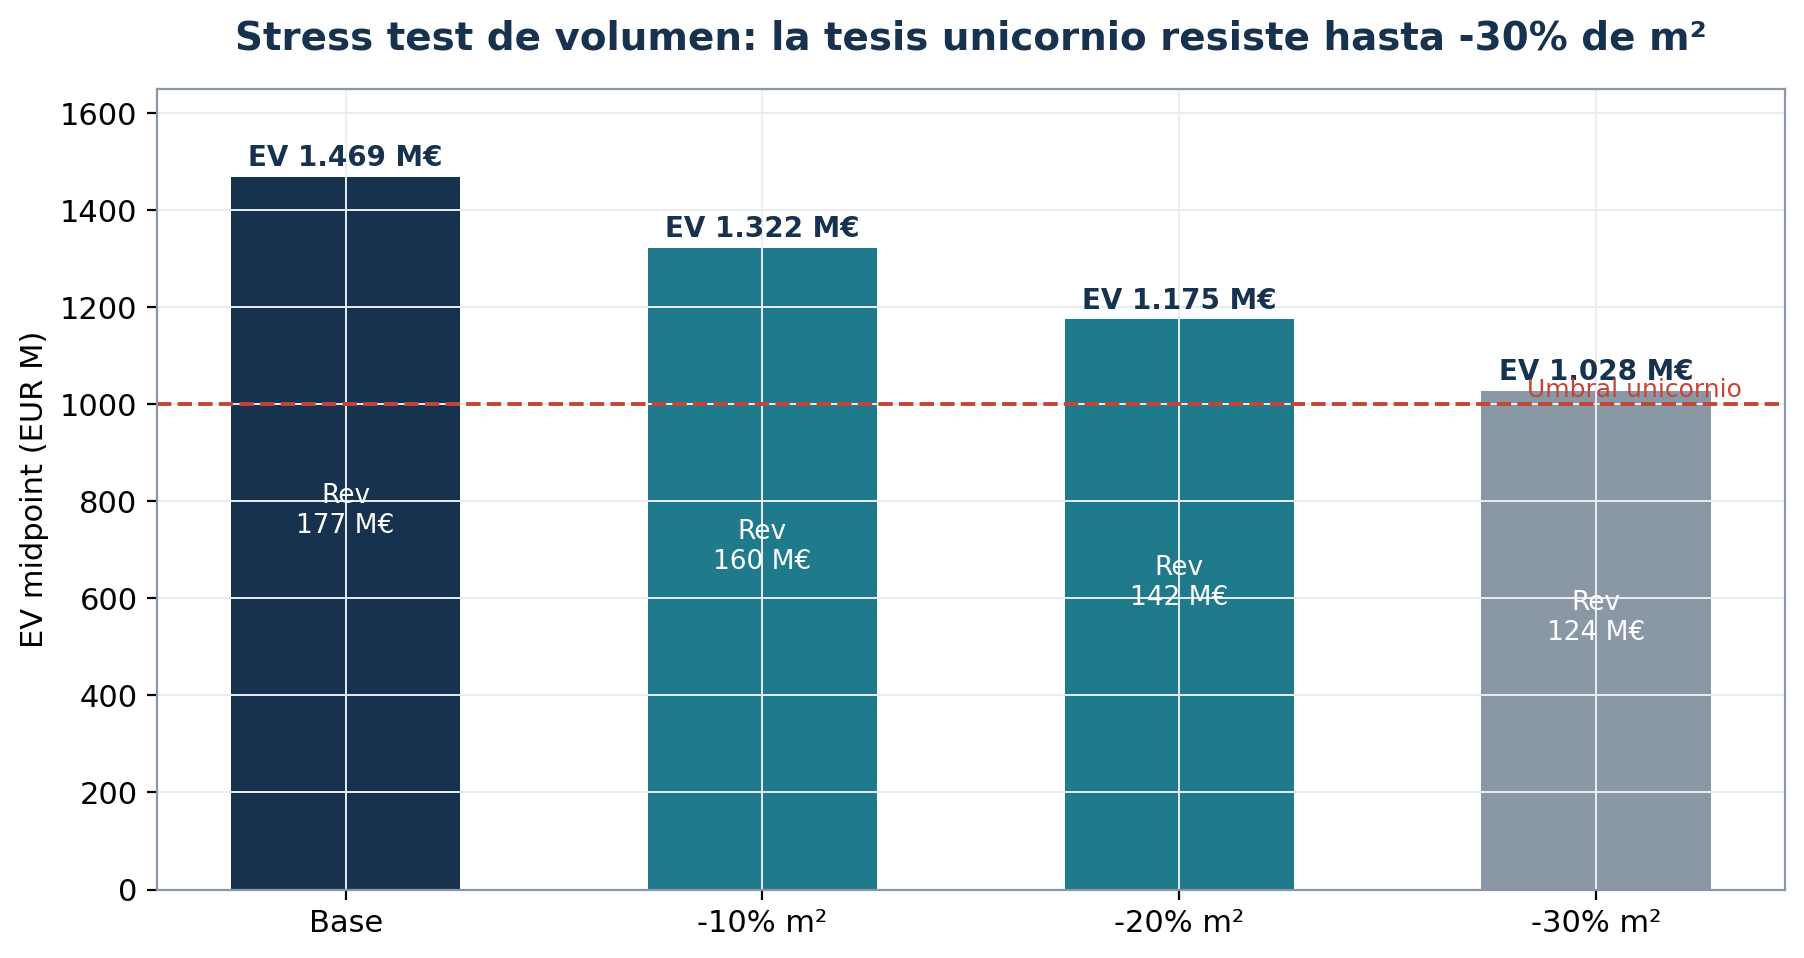 Stress test de volumen: la tesis unicornio resiste hasta -30% de m²
EV midpoint (EUR M)
1600
1400
1200
1000
800
600
400
200
0
EV 1.469 M€
Rev
177 M€
EV 1.322 M€
Rev
160 M€
EV 1.175 M€
Rev
142 M€
EV 1.028 M€
Umbral unicornio
Rev
124 M€
Base
-10% m²
-20% m²
-30% m²